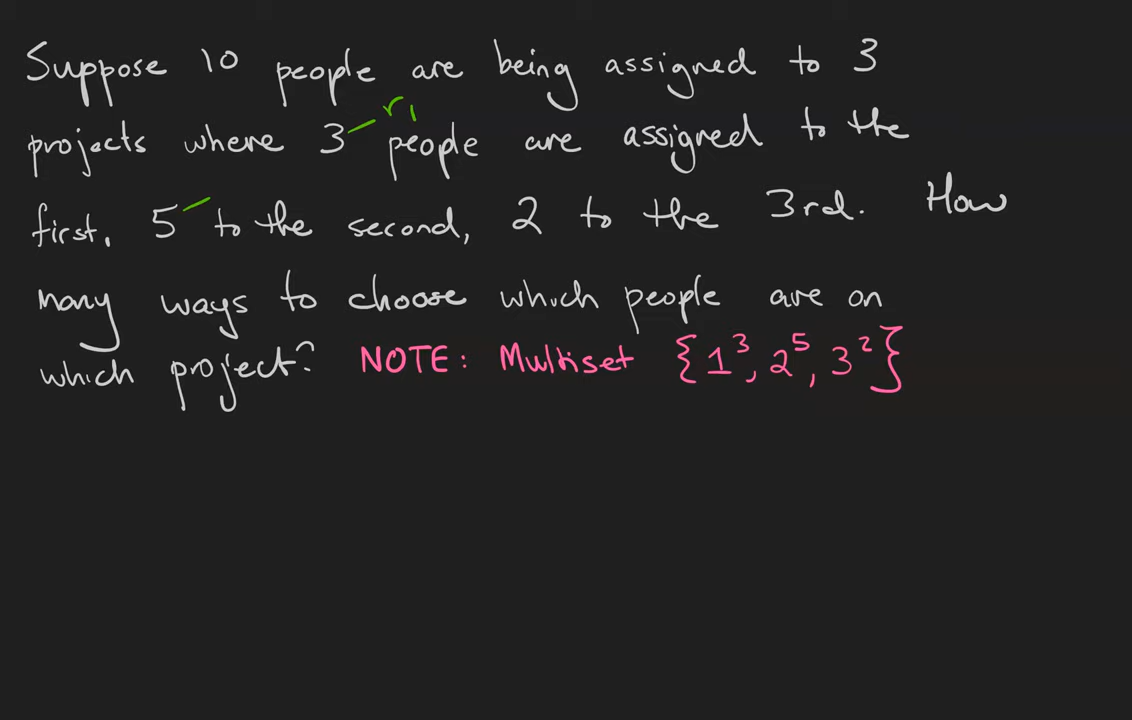 Suppose 10 people are being assigned to 3
r₁
projects where 3 people are assigned to the
first, 5 to the second, 2 to the 3rd. How
many ways to choose which people are on
which project? NOTE: Multiset {1³, 2⁵, 3²}